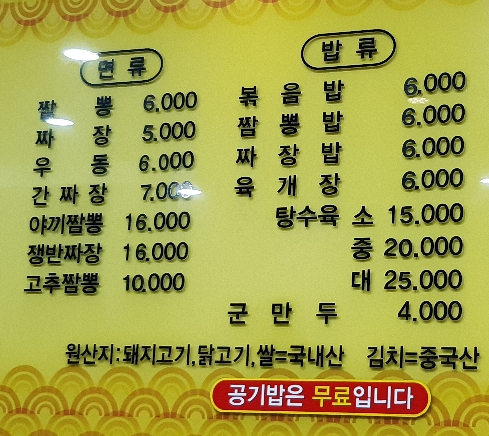 면 류
짬 뽕 6.000
짜 장 5.000
우 동 6.000
간 짜 장 7.000
야끼짬뽕 16.000
쟁반짜장 16.000
고추짬뽕 10.000
밥 류
볶 음 밥 6.000
짬 뽕 밥 6.000
짜 장 밥 6.000
육 개 장 6.000
탕수육 소 15.000
중 20.000
대 25.000
군 만 두 4.000
원산지:돼지고기,닭고기,쌀=국내산 김치=중국산
공기밥은 무료입니다